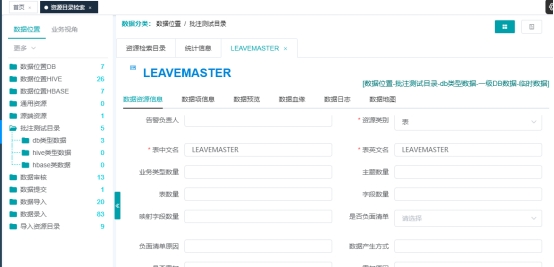 首页 × 资源目录检索 ×
数据位置 业务视角
更多
数据位置DB 7
数据位置HIVE 26
数据位置HBASE 7
通用资源 0
源端资源 1
批注测试目录 5
db类型数据 3
hive类型数据 0
hbase类数据 0
数据审核 13
数据提交 1
数据导入 20
数据录入 83
导入资源目录 9
数据分类： 数据位置 / 批注测试目录
资源检索目录 统计信息 LEAVEMASTER ×
LEAVEMASTER
[数据位置-批注测试目录-db类型数据-一级DB数据-临时数据]
数据资源信息 数据项信息 数据预览 数据血缘 数据日志 数据地图
告警负责人 * 资源类别 表
* 表中文名 LEAVEMASTER * 表英文名 LEAVEMASTER
业务类型数量 主题数量
表数量 字段数量
映射字段数量 是否负面清单 请选择
负面清单原因 数据产生方式